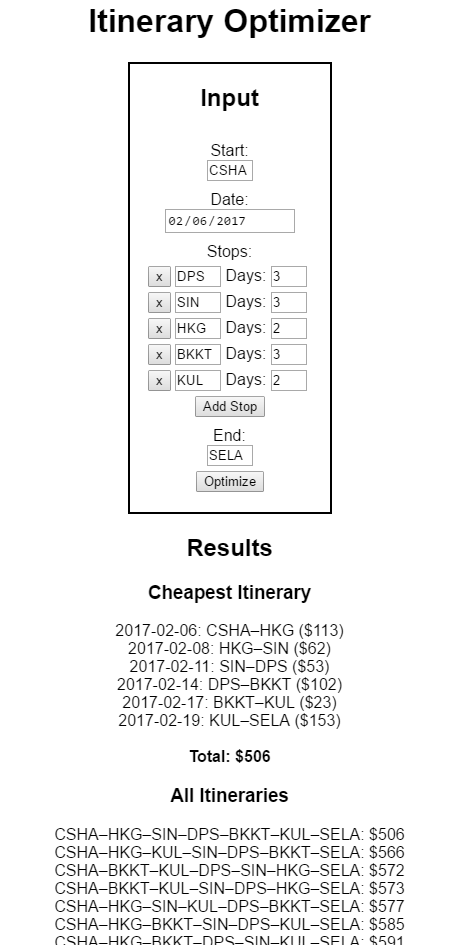 Itinerary Optimizer
Input
Start:
CSHA
Date:
02/06/2017
Stops:
x DPS Days: 3
x SIN Days: 3
x HKG Days: 2
x BKKT Days: 3
x KUL Days: 2
Add Stop
End:
SELA
Optimize
Results
Cheapest Itinerary
2017-02-06: CSHA–HKG ($113)
2017-02-08: HKG–SIN ($62)
2017-02-11: SIN–DPS ($53)
2017-02-14: DPS–BKKT ($102)
2017-02-17: BKKT–KUL ($23)
2017-02-19: KUL–SELA ($153)
Total: $506
All Itineraries
CSHA–HKG–SIN–DPS–BKKT–KUL–SELA: $506
CSHA–HKG–KUL–SIN–DPS–BKKT–SELA: $566
CSHA–BKKT–KUL–DPS–SIN–HKG–SELA: $572
CSHA–BKKT–KUL–SIN–DPS–HKG–SELA: $573
CSHA–HKG–SIN–KUL–DPS–BKKT–SELA: $577
CSHA–HKG–BKKT–SIN–DPS–KUL–SELA: $585
CSHA–HKG–BKKT–DPS–SIN–KUL–SELA: $591